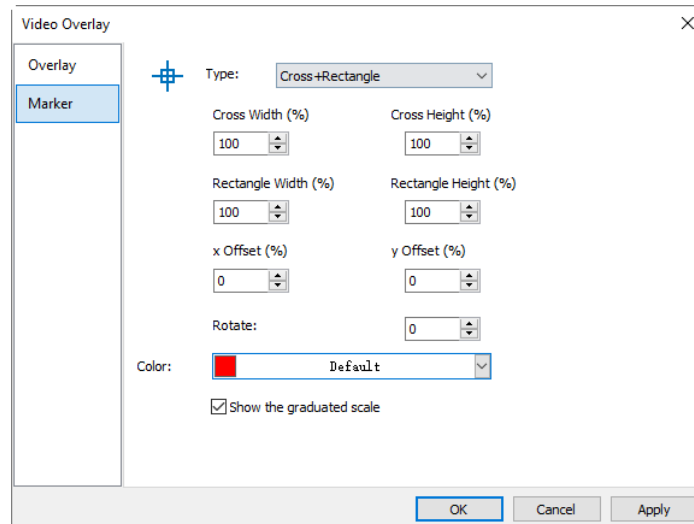 Video Overlay
Overlay
Marker
Type: Cross+Rectangle
Cross Width (%) Cross Height (%)
100 100
Rectangle Width (%) Rectangle Height (%)
100 100
x Offset (%) y Offset (%)
0 0
Rotate: 0
Color: Default
Show the graduated scale
OK Cancel Apply